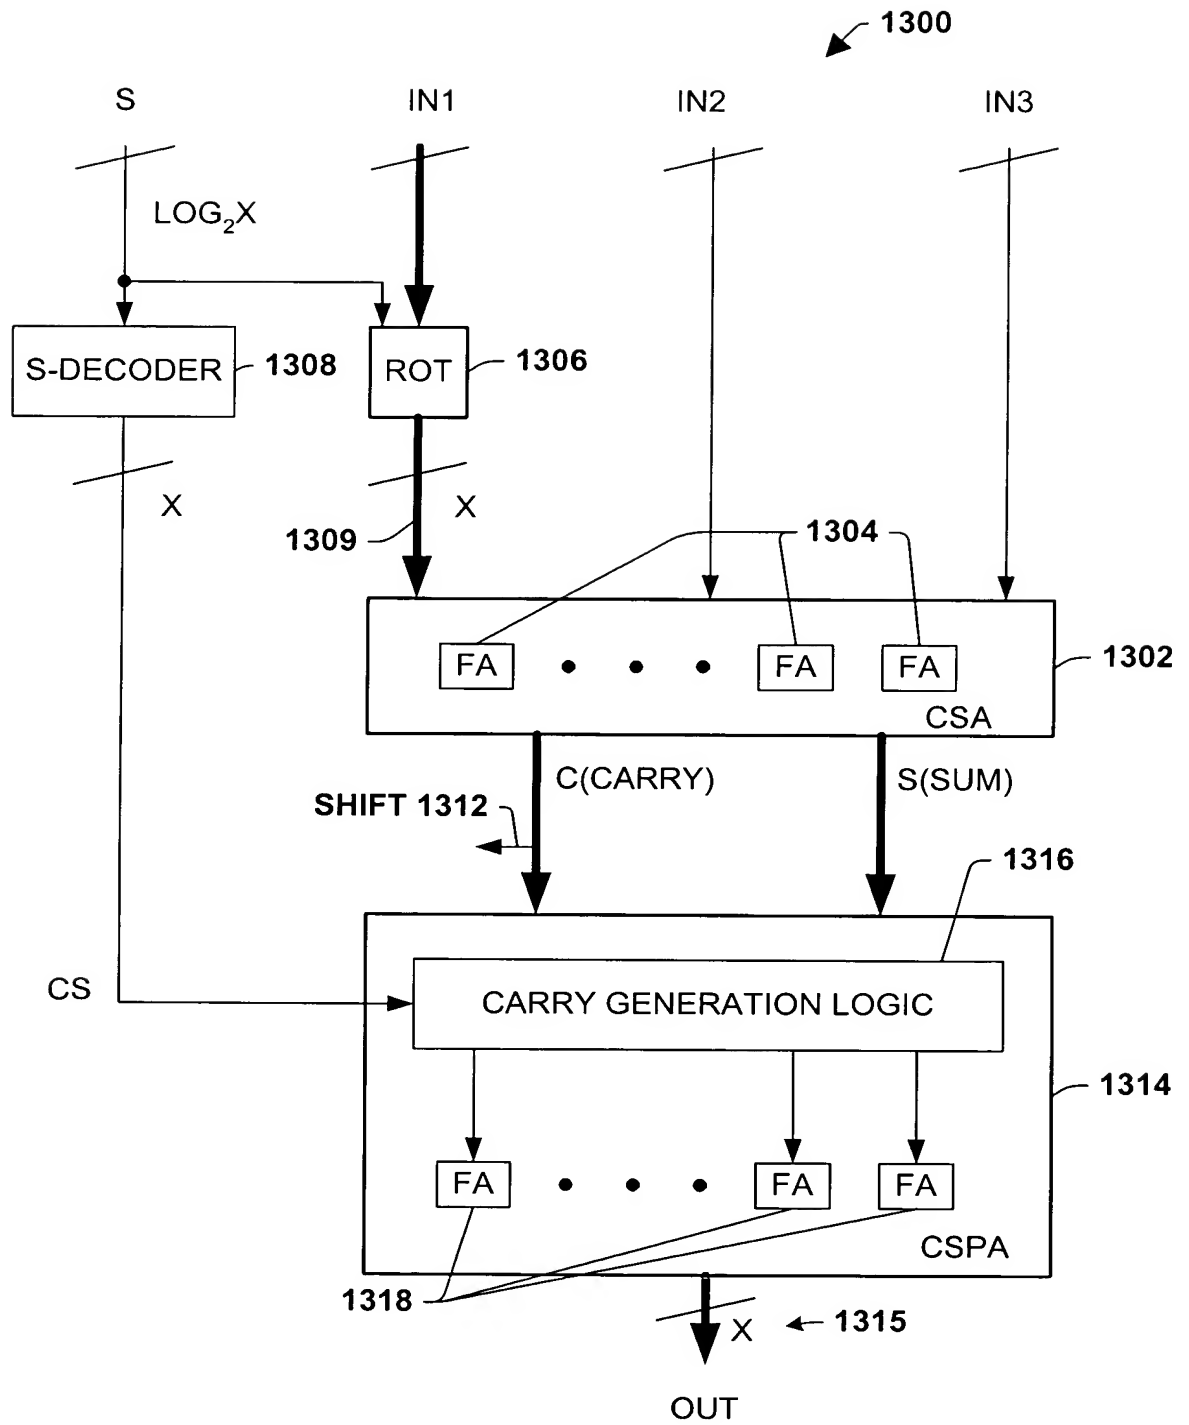 1300
S IN1 IN2 IN3
LOG2X
S-DECODER 1308 ROT 1306
X X
1309 1304
FA FA FA 1302
CSA
C(CARRY) S(SUM)
SHIFT 1312
1316
CS CARRY GENERATION LOGIC
1314
FA FA FA
CSPA
1318
X 1315
OUT